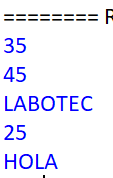 ======== R
35
45
LABOTEC
25
HOLA